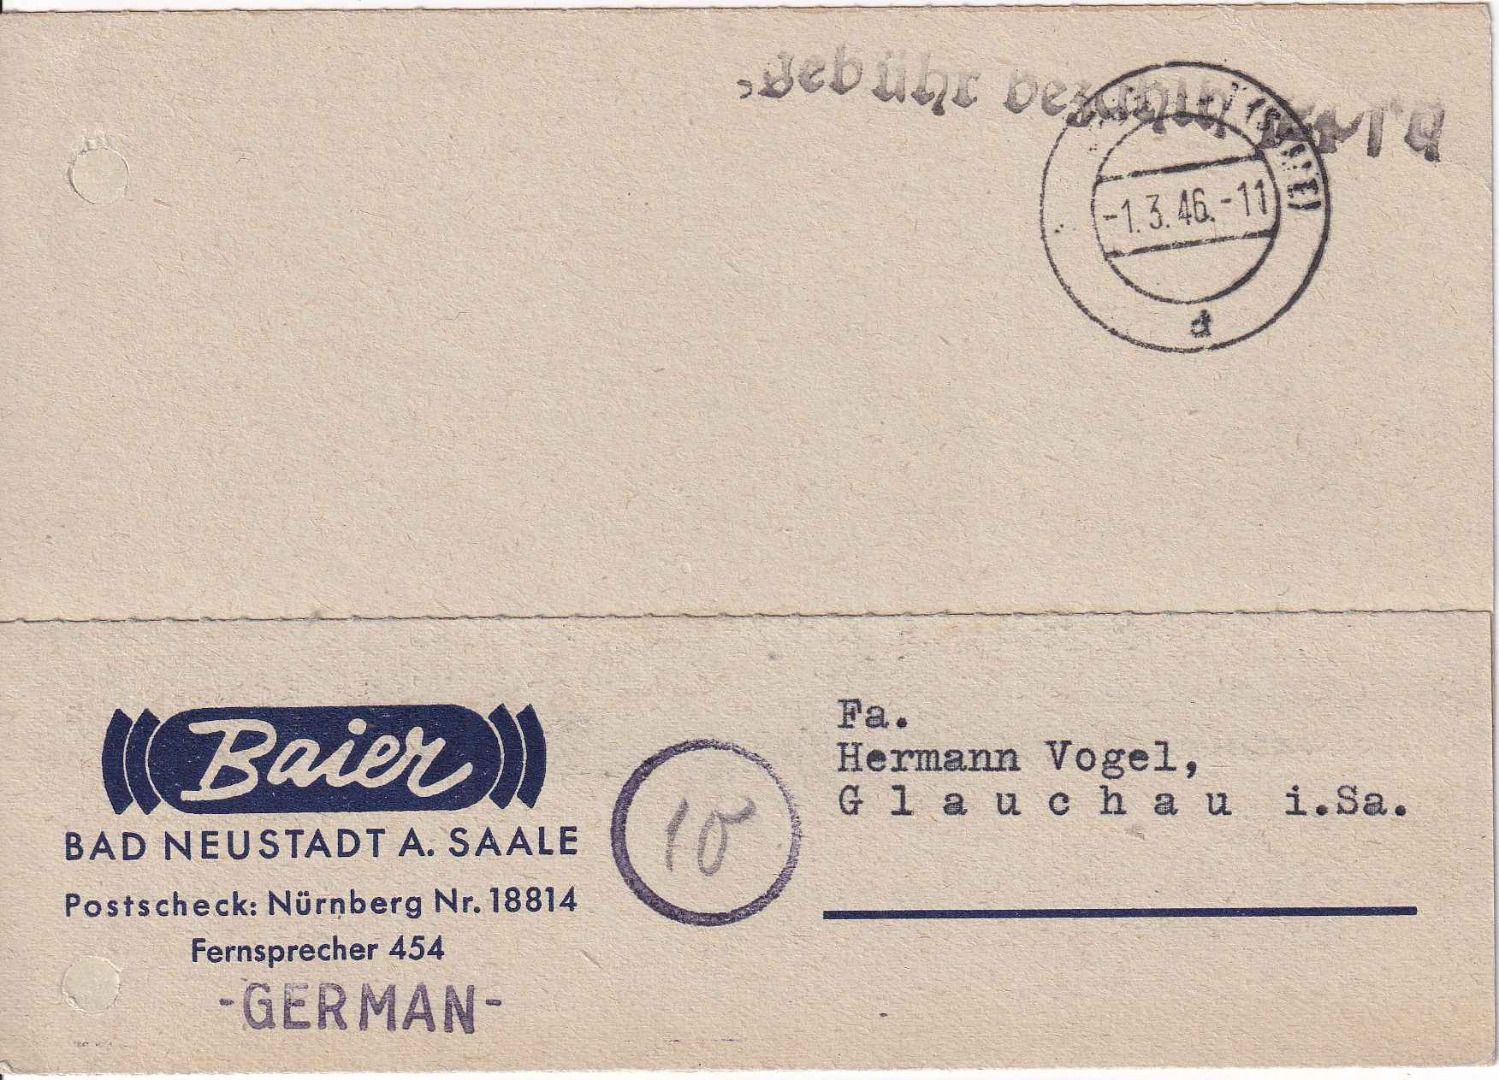 Gebühr bezahlt
(SAALE)
-1.3.46.-11
d
Baier
BAD NEUSTADT A. SAALE
Postscheck: Nürnberg Nr. 18814
Fernsprecher 454
-GERMAN-
10
Fa.
Hermann Vogel,
Glauchau i.Sa.